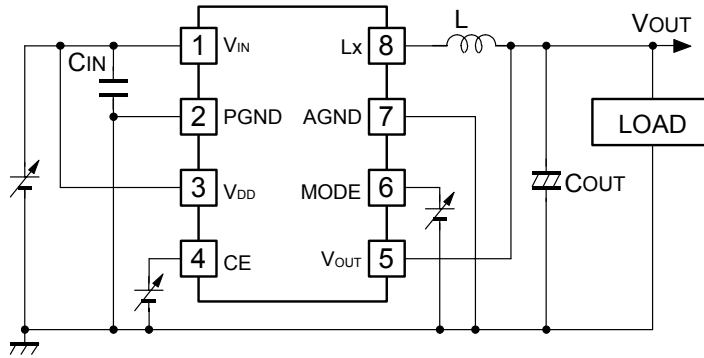 L
VOUT
CIN
1 VIN
Lx 8
2 PGND
AGND 7
LOAD
3 VDD
MODE 6
COUT
4 CE
VOUT 5